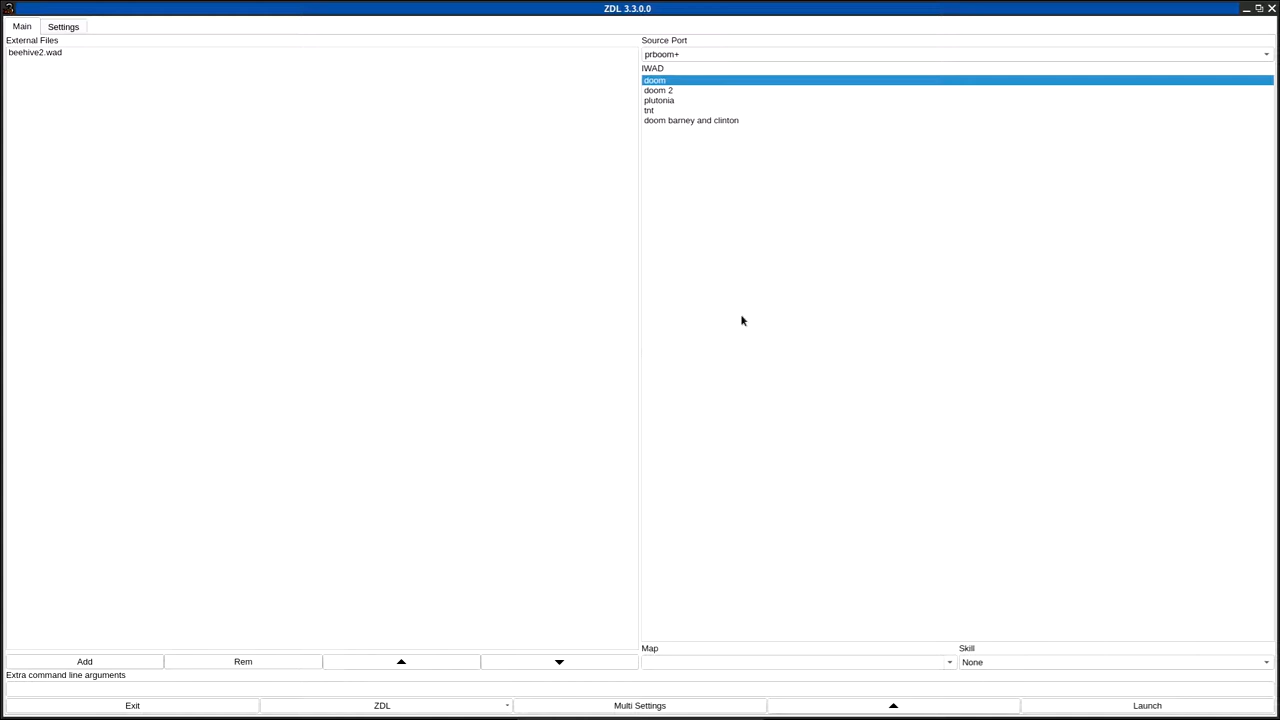 ZDL 3.3.0.0
Main
Settings
External Files
beehive2.wad
Source Port
prboom+
IWAD
doom
doom 2
plutonia
tnt
doom barney and clinton
Map
Skill
None
Add
Rem
Extra command line arguments
Exit
ZDL
Multi Settings
Launch